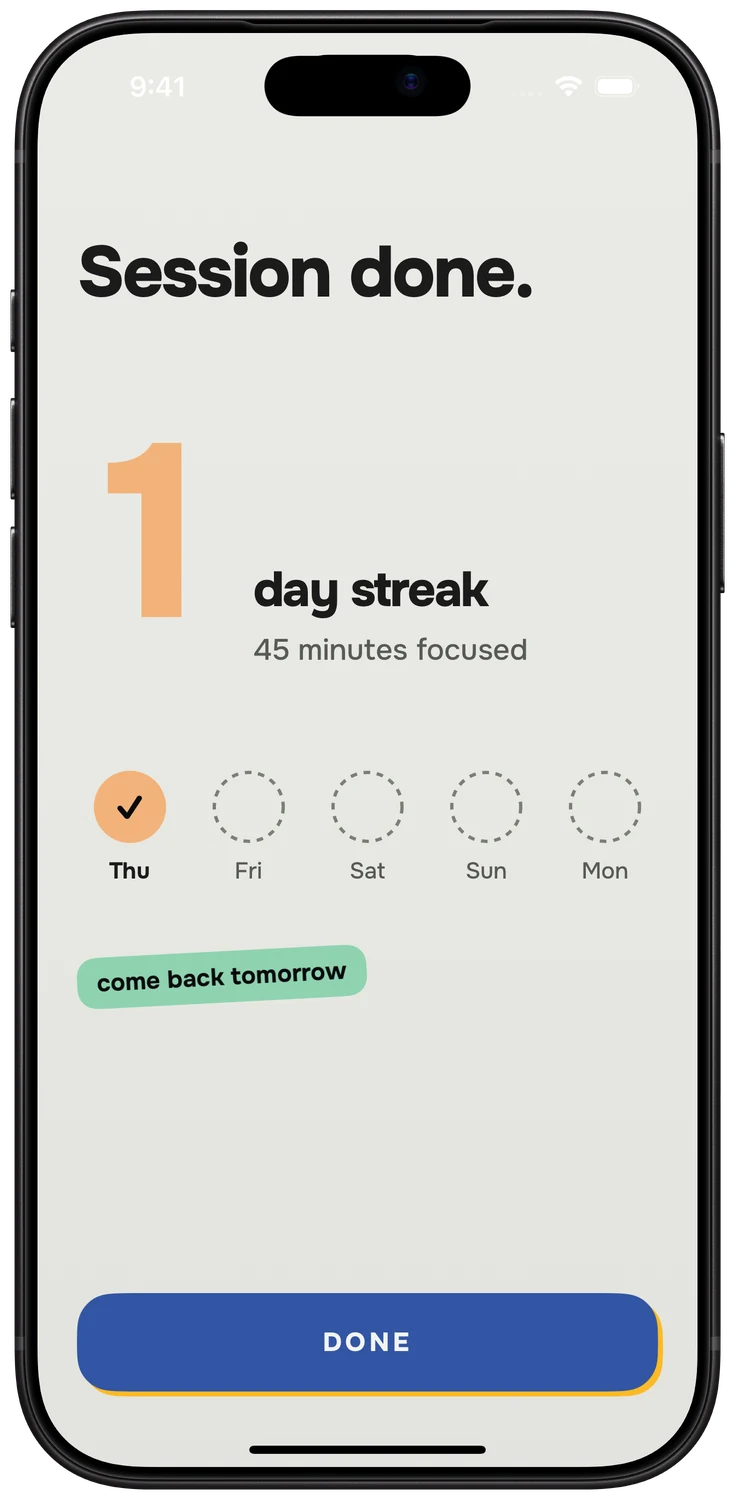 9:41
Session done.
1
day streak
45 minutes focused
Thu Fri Sat Sun Mon
come back tomorrow
DONE